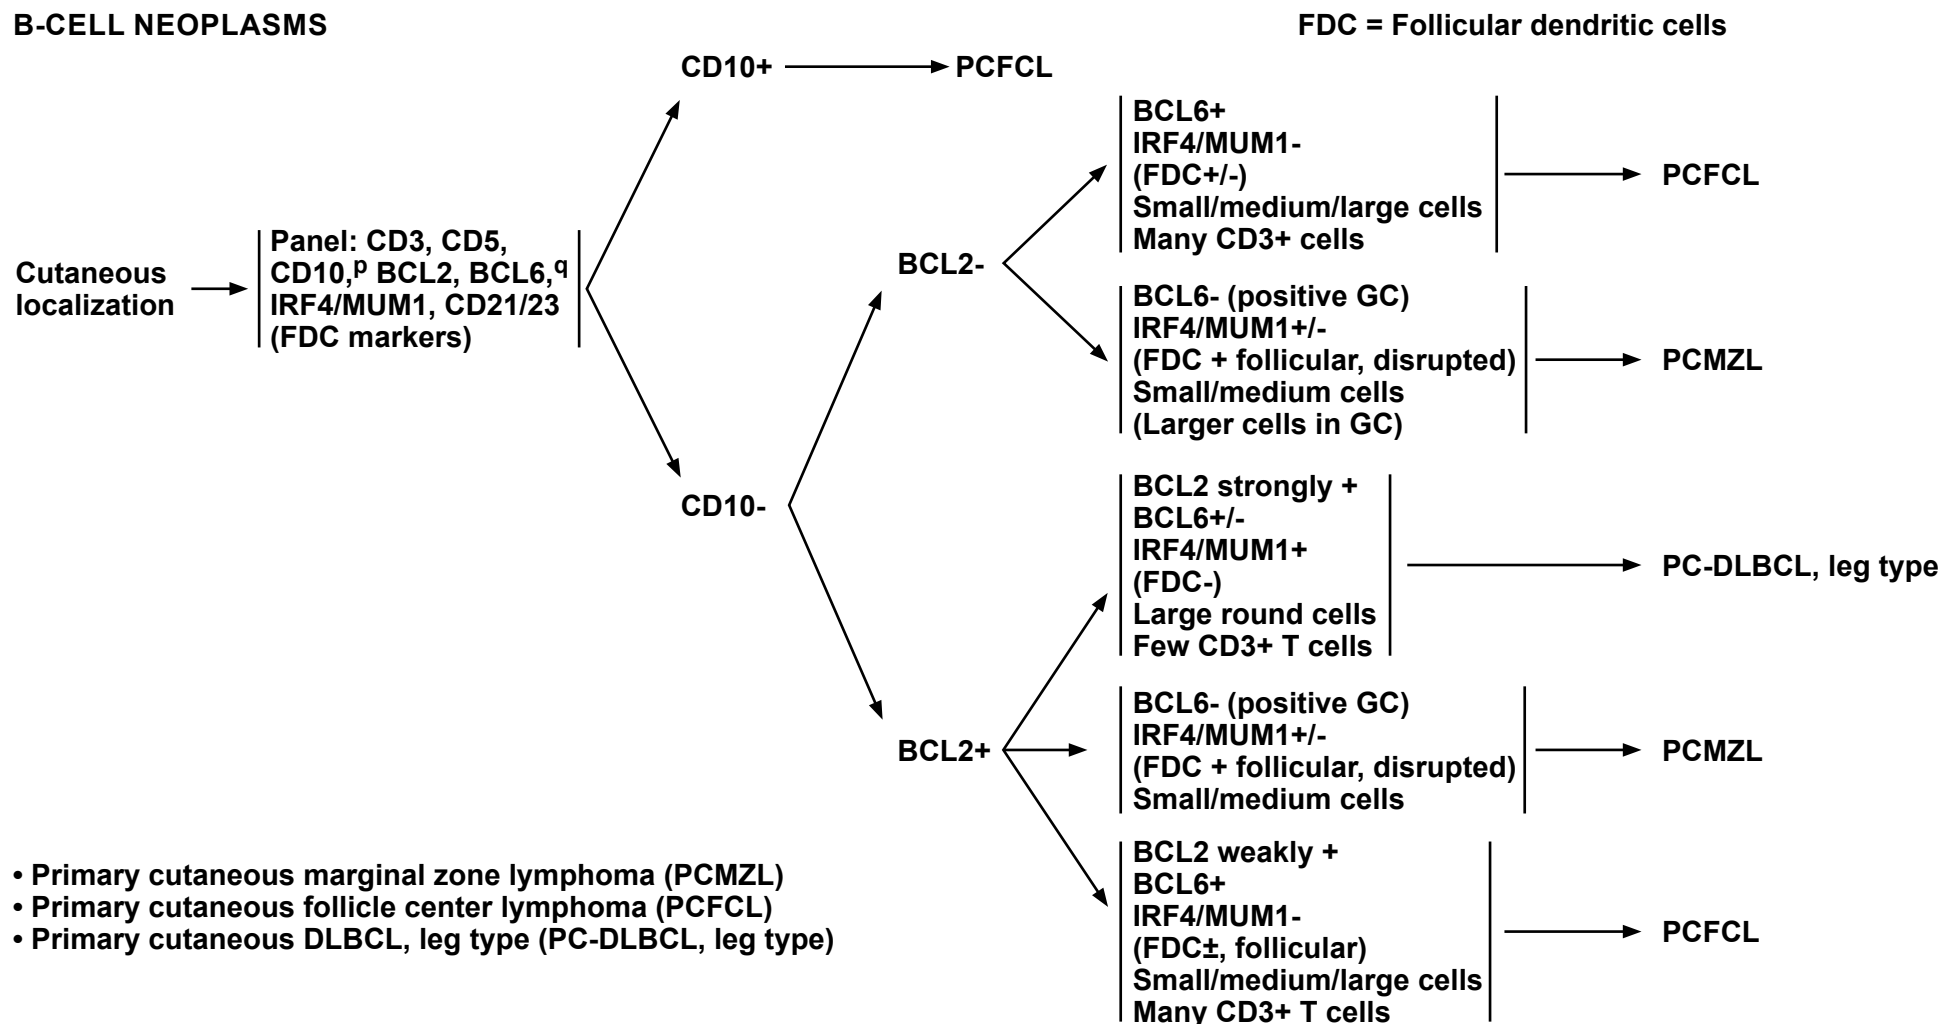 B-CELL NEOPLASMS
FDC = Follicular dendritic cells
Cutaneous
localization
Panel: CD3, CD5,
CD10,p BCL2, BCL6,q
IRF4/MUM1, CD21/23
(FDC markers)
CD10+
PCFCL
CD10-
BCL2-
BCL6+
IRF4/MUM1-
(FDC+/-)
Small/medium/large cells
Many CD3+ cells
PCFCL
BCL6- (positive GC)
IRF4/MUM1+/-
(FDC + follicular, disrupted)
Small/medium cells
(Larger cells in GC)
PCMZL
BCL2+
BCL2 strongly +
BCL6+/-
IRF4/MUM1+
(FDC-)
Large round cells
Few CD3+ T cells
PC-DLBCL, leg type
BCL6- (positive GC)
IRF4/MUM1+/-
(FDC + follicular, disrupted)
Small/medium cells
PCMZL
BCL2 weakly +
BCL6+
IRF4/MUM1-
(FDC±, follicular)
Small/medium/large cells
Many CD3+ T cells
PCFCL
• Primary cutaneous marginal zone lymphoma (PCMZL)
• Primary cutaneous follicle center lymphoma (PCFCL)
• Primary cutaneous DLBCL, leg type (PC-DLBCL, leg type)